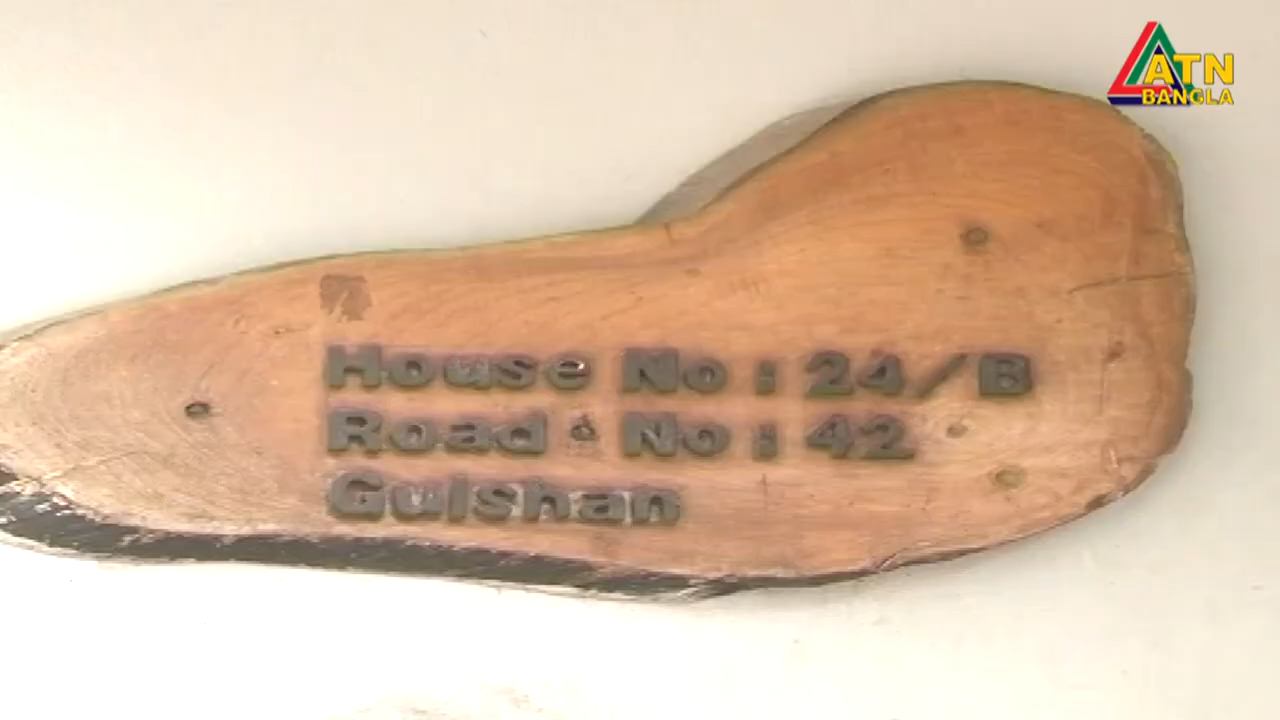 ATN
BANGLA
House No : 24/B
Road No : 42
Gulshan